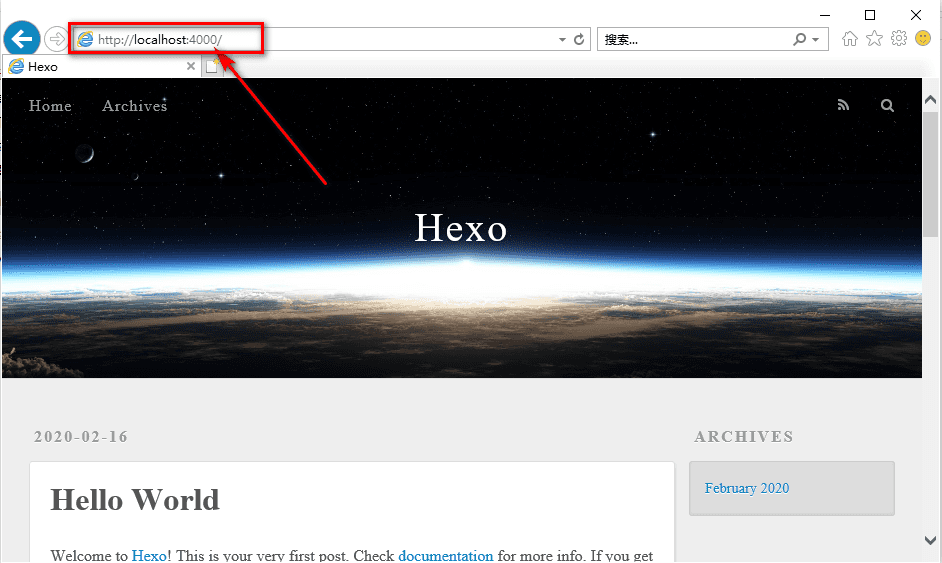 http://localhost:4000/
搜索...
Hexo
Home Archives
Hexo
2020-02-16
ARCHIVES
Hello World
February 2020
Welcome to Hexo! This is your very first post. Check documentation for more info. If you get